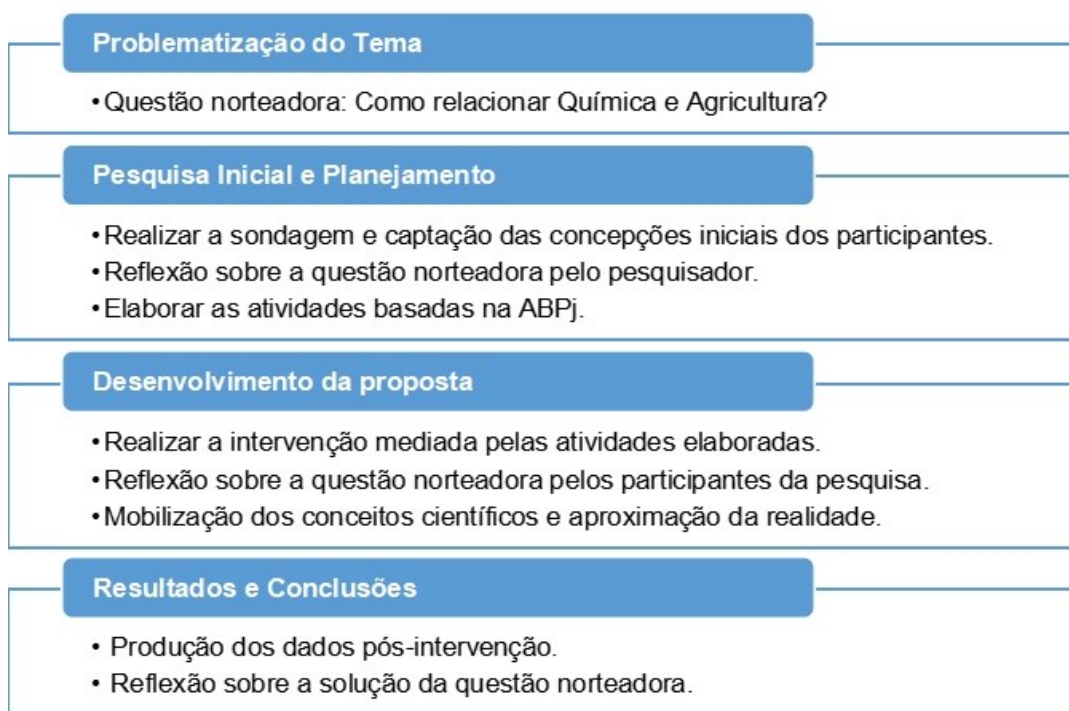 Problematização do Tema
•Questão norteadora: Como relacionar Química e Agricultura?
Pesquisa Inicial e Planejamento
•Realizar a sondagem e captação das concepções iniciais dos participantes.
•Reflexão sobre a questão norteadora pelo pesquisador.
•Elaborar as atividades basadas na ABPj.
Desenvolvimento da proposta
•Realizar a intervenção mediada pelas atividades elaboradas.
•Reflexão sobre a questão norteadora pelos participantes da pesquisa.
•Mobilização dos conceitos científicos e aproximação da realidade.
Resultados e Conclusões
• Produção dos dados pós-intervenção.
• Reflexão sobre a solução da questão norteadora.